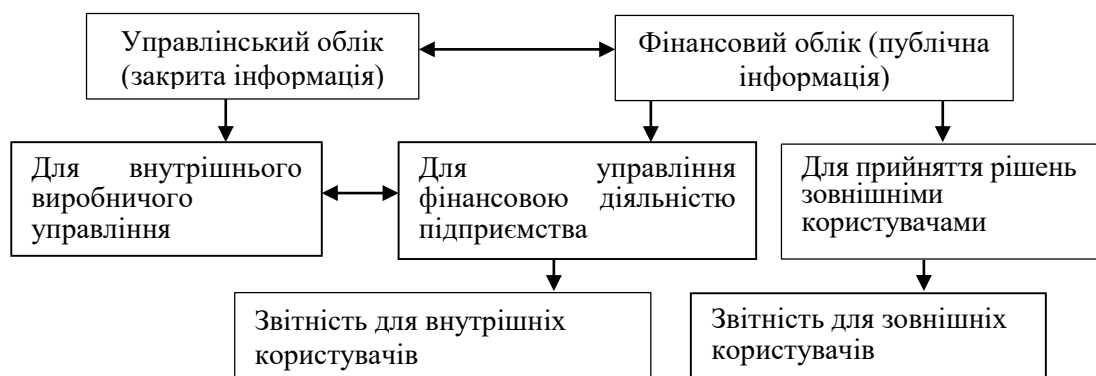 Управлінський облік
(закрита інформація)
Фінансовий облік (публічна
інформація)
Для внутрішнього
виробничого
управління
Для управління
фінансовою діяльністю
підприємства
Для прийняття рішень
зовнішніми
користувачами
Звітність для внутрішніх
користувачів
Звітність для зовнішніх
користувачів